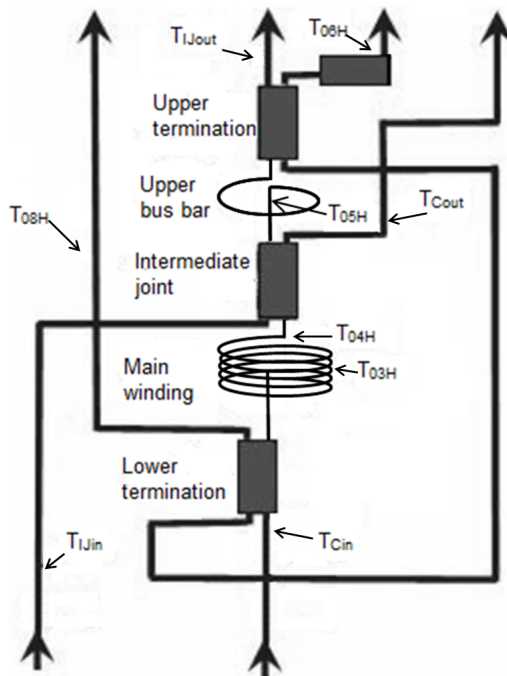 T06H
TIJout
Upper
termination
Upper
bus bar
T08H
T05H
TCout
Intermediate
joint
T04H
Main
winding
T03H
Lower
termination
TIJin
TCin